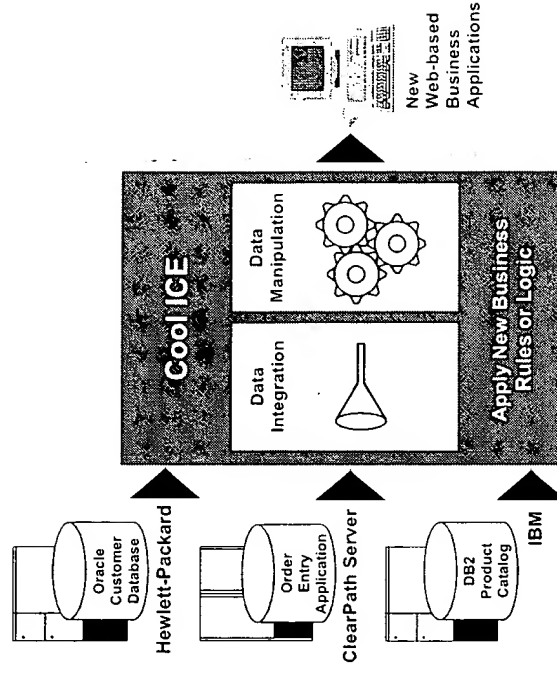 Oracle
Customer
Database
Hewlett-Packard
Order
Entry
Application
ClearPath Server
DB2
Product
Catalog
IBM
Cool ICE
Data
Integration
Data
Manipulation
Apply New Business
Rules or Logic
New
Web-based
Business
Applications